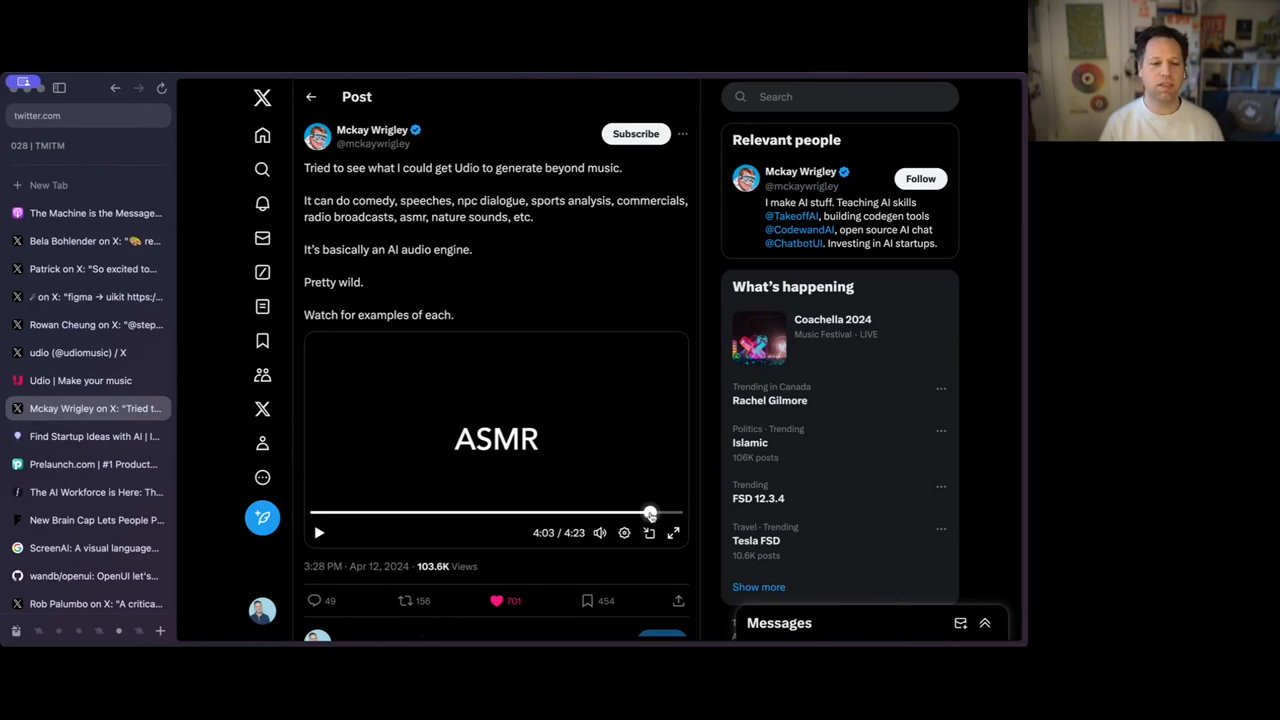 twitter.com
028 | TMITM
New Tab
The Machine is the Message...
Bela Bohlender on X: "🎨 re...
Patrick on X: "So excited to...
on X: "figma → uikit https:/...
Rowan Cheung on X: "@step...
udio (@udiomusic) / X
Udio | Make your music
Mckay Wrigley on X: "Tried t...
Find Startup Ideas with AI | I...
Prelaunch.com | #1 Product...
The AI Workforce is Here: Th...
New Brain Cap Lets People P...
ScreenAI: A visual language...
wandb/openui: OpenUI let's...
Rob Palumbo on X: "A critica...
Post
Mckay Wrigley
@mckaywrigley
Subscribe
Tried to see what I could get Udio to generate beyond music.
It can do comedy, speeches, npc dialogue, sports analysis, commercials,
radio broadcasts, asmr, nature sounds, etc.
It's basically an AI audio engine.
Pretty wild.
Watch for examples of each.
ASMR
4:03 / 4:23
3:28 PM · Apr 12, 2024 · 103.6K Views
49
156
701
454
Search
Relevant people
Mckay Wrigley
@mckaywrigley
Follow
I make AI stuff. Teaching AI skills
@TakeoffAI, building codegen tools
@CodewandAI, open source AI chat
@ChatbotUI. Investing in AI startups.
What's happening
Coachella 2024
Music Festival - LIVE
Trending in Canada
Rachel Gilmore
Politics · Trending
Islamic
106K posts
Trending
FSD 12.3.4
Travel · Trending
Tesla FSD
10.6K posts
Show more
Messages